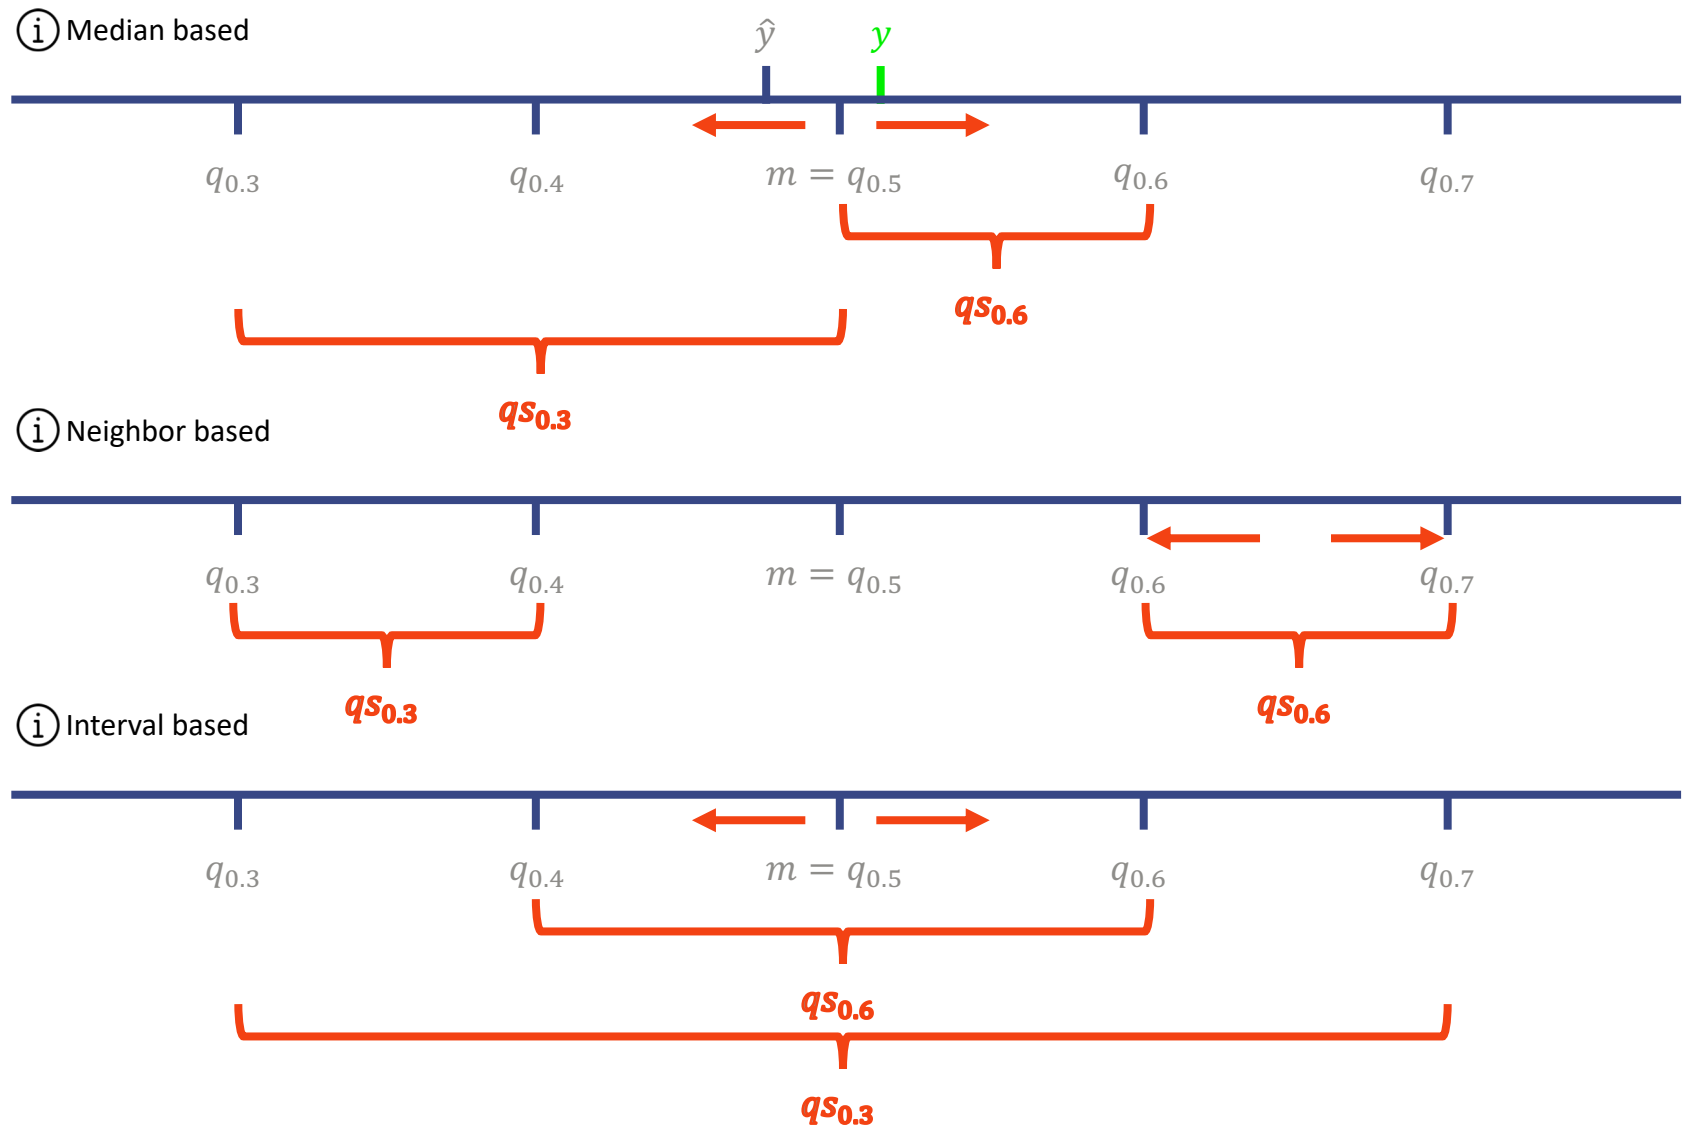 i Median based
ŷ y
q0.3 q0.4 m = q0.5 q0.6 q0.7
qs0.6
qs0.3
i Neighbor based
q0.3 q0.4 m = q0.5 q0.6 q0.7
qs0.3 qs0.6
i Interval based
q0.3 q0.4 m = q0.5 q0.6 q0.7
qs0.6
qs0.3